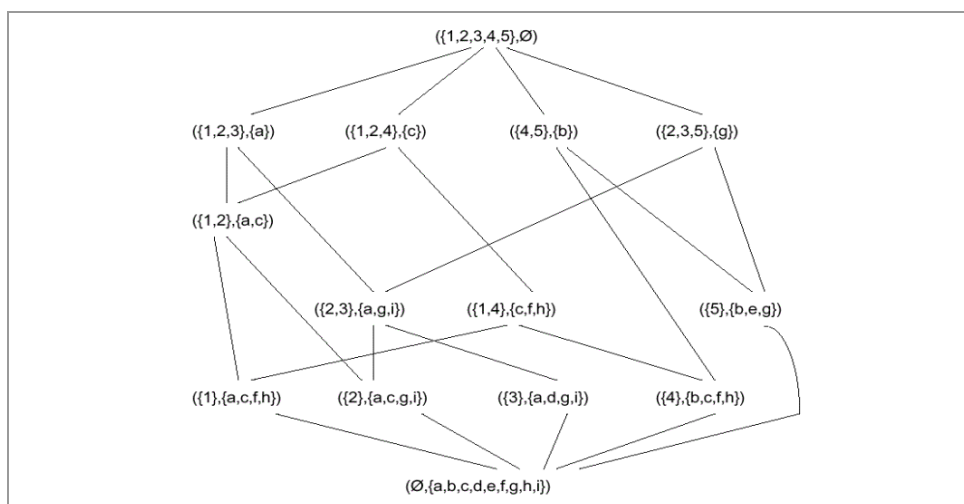 ({1,2,3,4,5},Ø)
({1,2,3},{a}) ({1,2,4},{c}) ({4,5},{b}) ({2,3,5},{g})
({1,2},{a,c})
({2,3},{a,g,i}) ({1,4},{c,f,h}) ({5},{b,e,g})
({1},{a,c,f,h}) ({2},{a,c,g,i}) ({3},{a,d,g,i}) ({4},{b,c,f,h})
(Ø,{a,b,c,d,e,f,g,h,i})